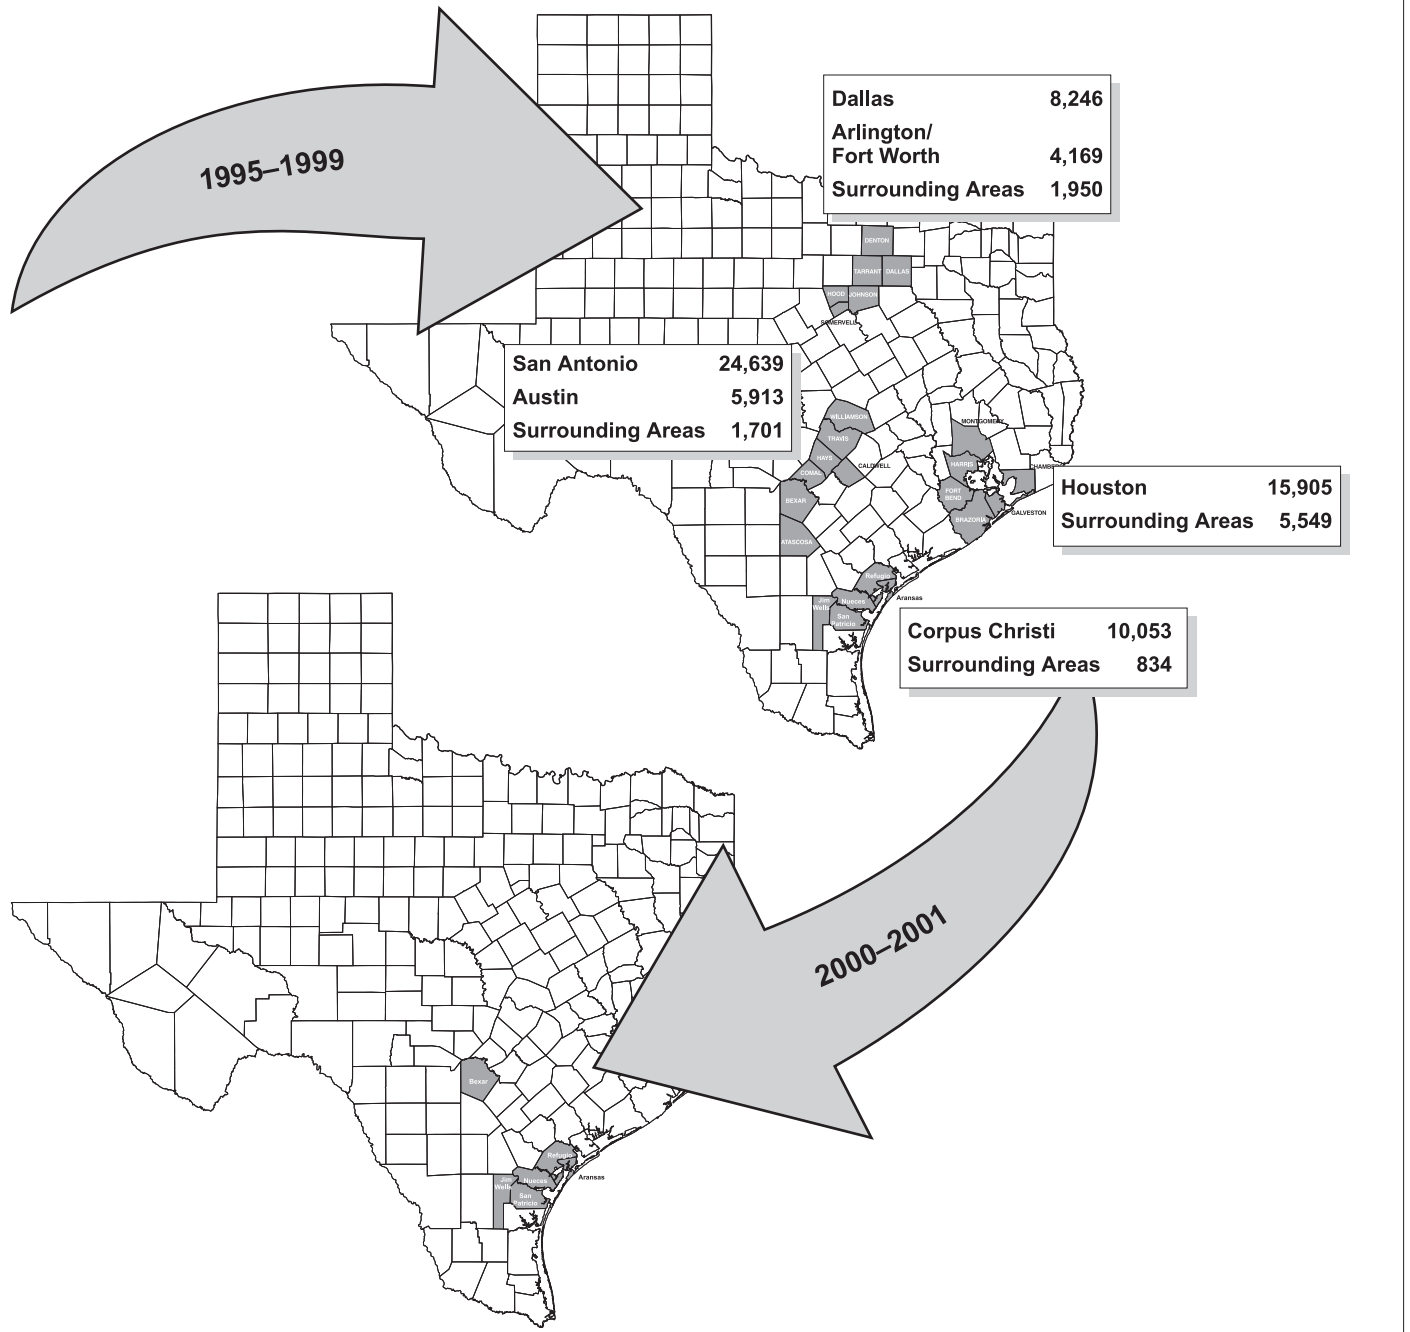 1995–1999
Dallas 8,246
Arlington/
Fort Worth 4,169
Surrounding Areas 1,950
DENTON
TARRANT DALLAS
HOOD JOHNSON
SOMERVELL
San Antonio 24,639
Austin 5,913
Surrounding Areas 1,701
WILLIAMSON
TRAVIS
HAYS
CALDWELL
COMAL
BEXAR
ATASCOSA
MONTGOMERY
HARRIS
CHAMBE
FORT
BEND
BRAZORIA
GALVESTON
Houston 15,905
Surrounding Areas 5,549
Refugio
Aransas
Jim
Wells
Nueces
San
Patricio
Corpus Christi 10,053
Surrounding Areas 834
2000–2001
Bexar
Refugio
Aransas
Jim
Wells
Nueces
San
Patricio